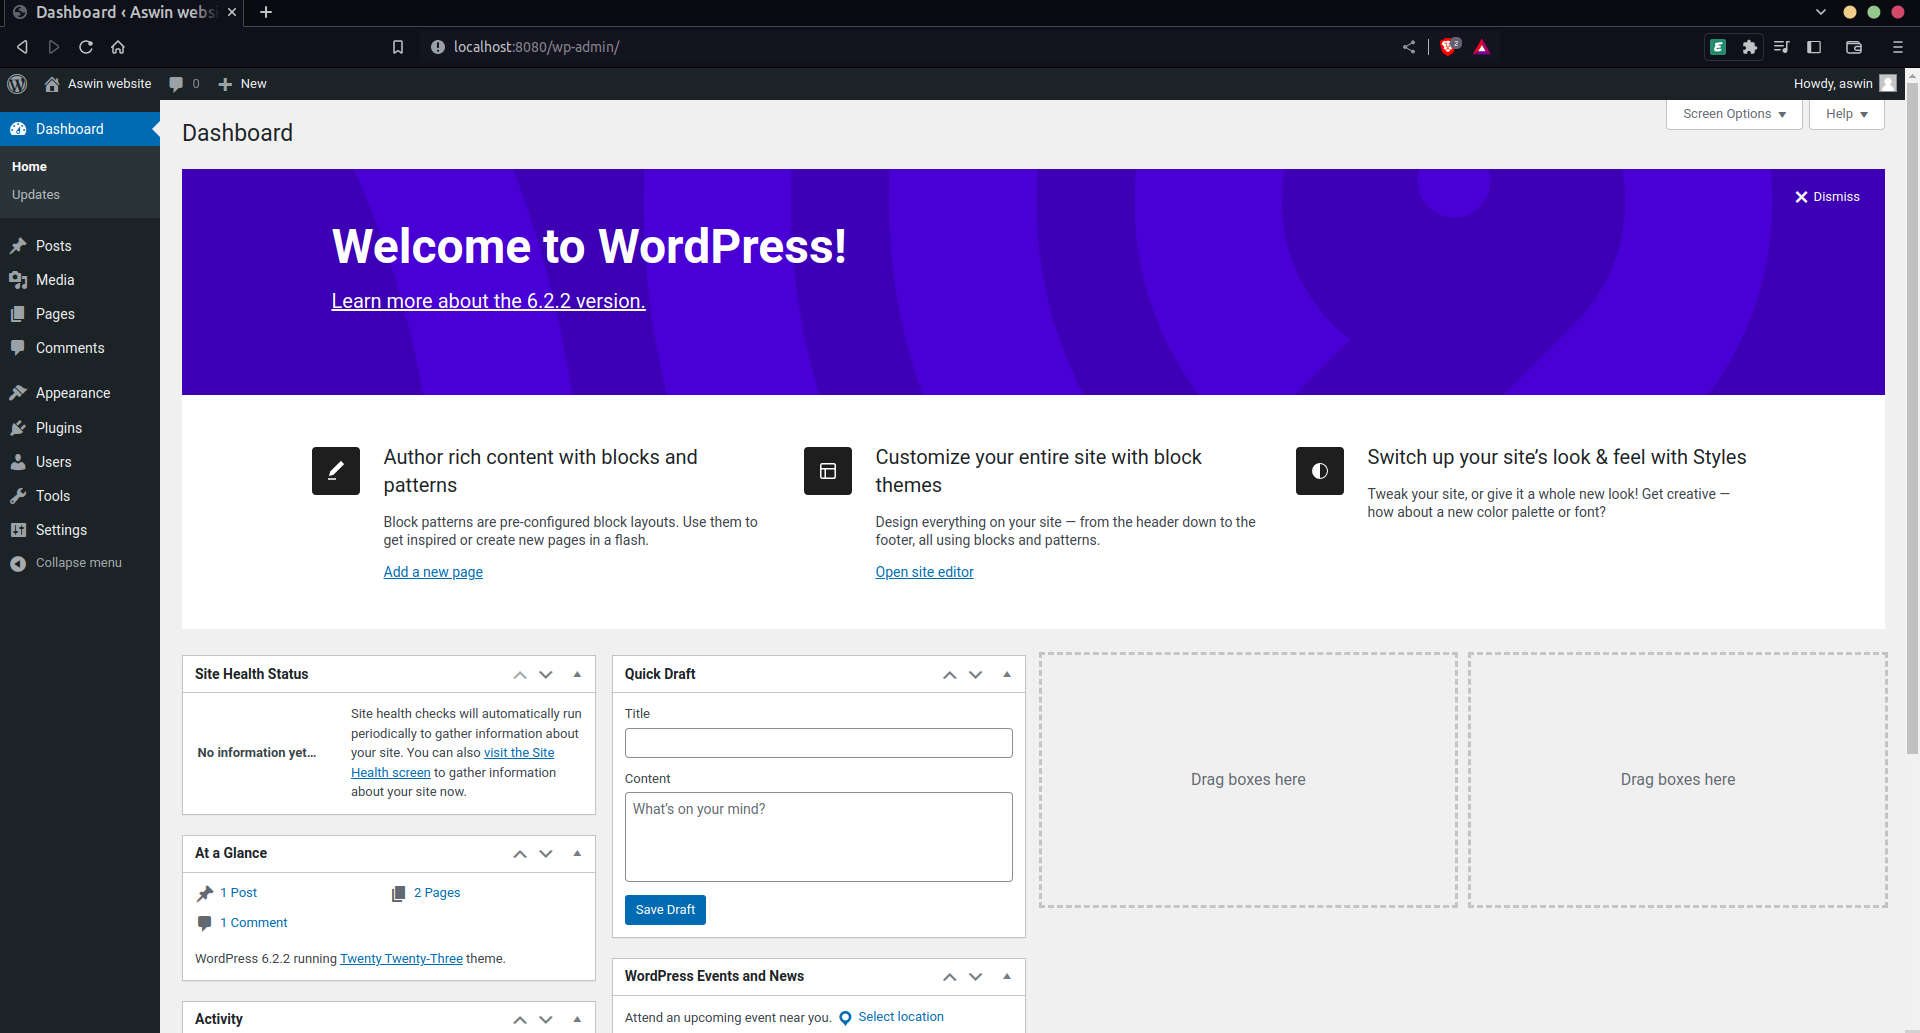 Dashboard ‹ Aswin webs
localhost:8080/wp-admin/
2
Aswin website
0
New
Howdy, aswin
Dashboard
Home
Updates
Posts
Media
Pages
Comments
Appearance
Plugins
Users
Tools
Settings
Collapse menu
Dashboard
Screen Options
Help
Dismiss
Welcome to WordPress!
Learn more about the 6.2.2 version.
Author rich content with blocks and
patterns
Block patterns are pre-configured block layouts. Use them to
get inspired or create new pages in a flash.
Add a new page
Customize your entire site with block
themes
Design everything on your site — from the header down to the
footer, all using blocks and patterns.
Open site editor
Switch up your site’s look & feel with Styles
Tweak your site, or give it a whole new look! Get creative —
how about a new color palette or font?
Site Health Status
No information yet…
Site health checks will automatically run
periodically to gather information about
your site. You can also visit the Site
Health screen to gather information
about your site now.
At a Glance
1 Post
2 Pages
1 Comment
WordPress 6.2.2 running Twenty Twenty-Three theme.
Activity
Quick Draft
Title
Content
What’s on your mind?
Save Draft
WordPress Events and News
Attend an upcoming event near you.
Select location
Drag boxes here
Drag boxes here